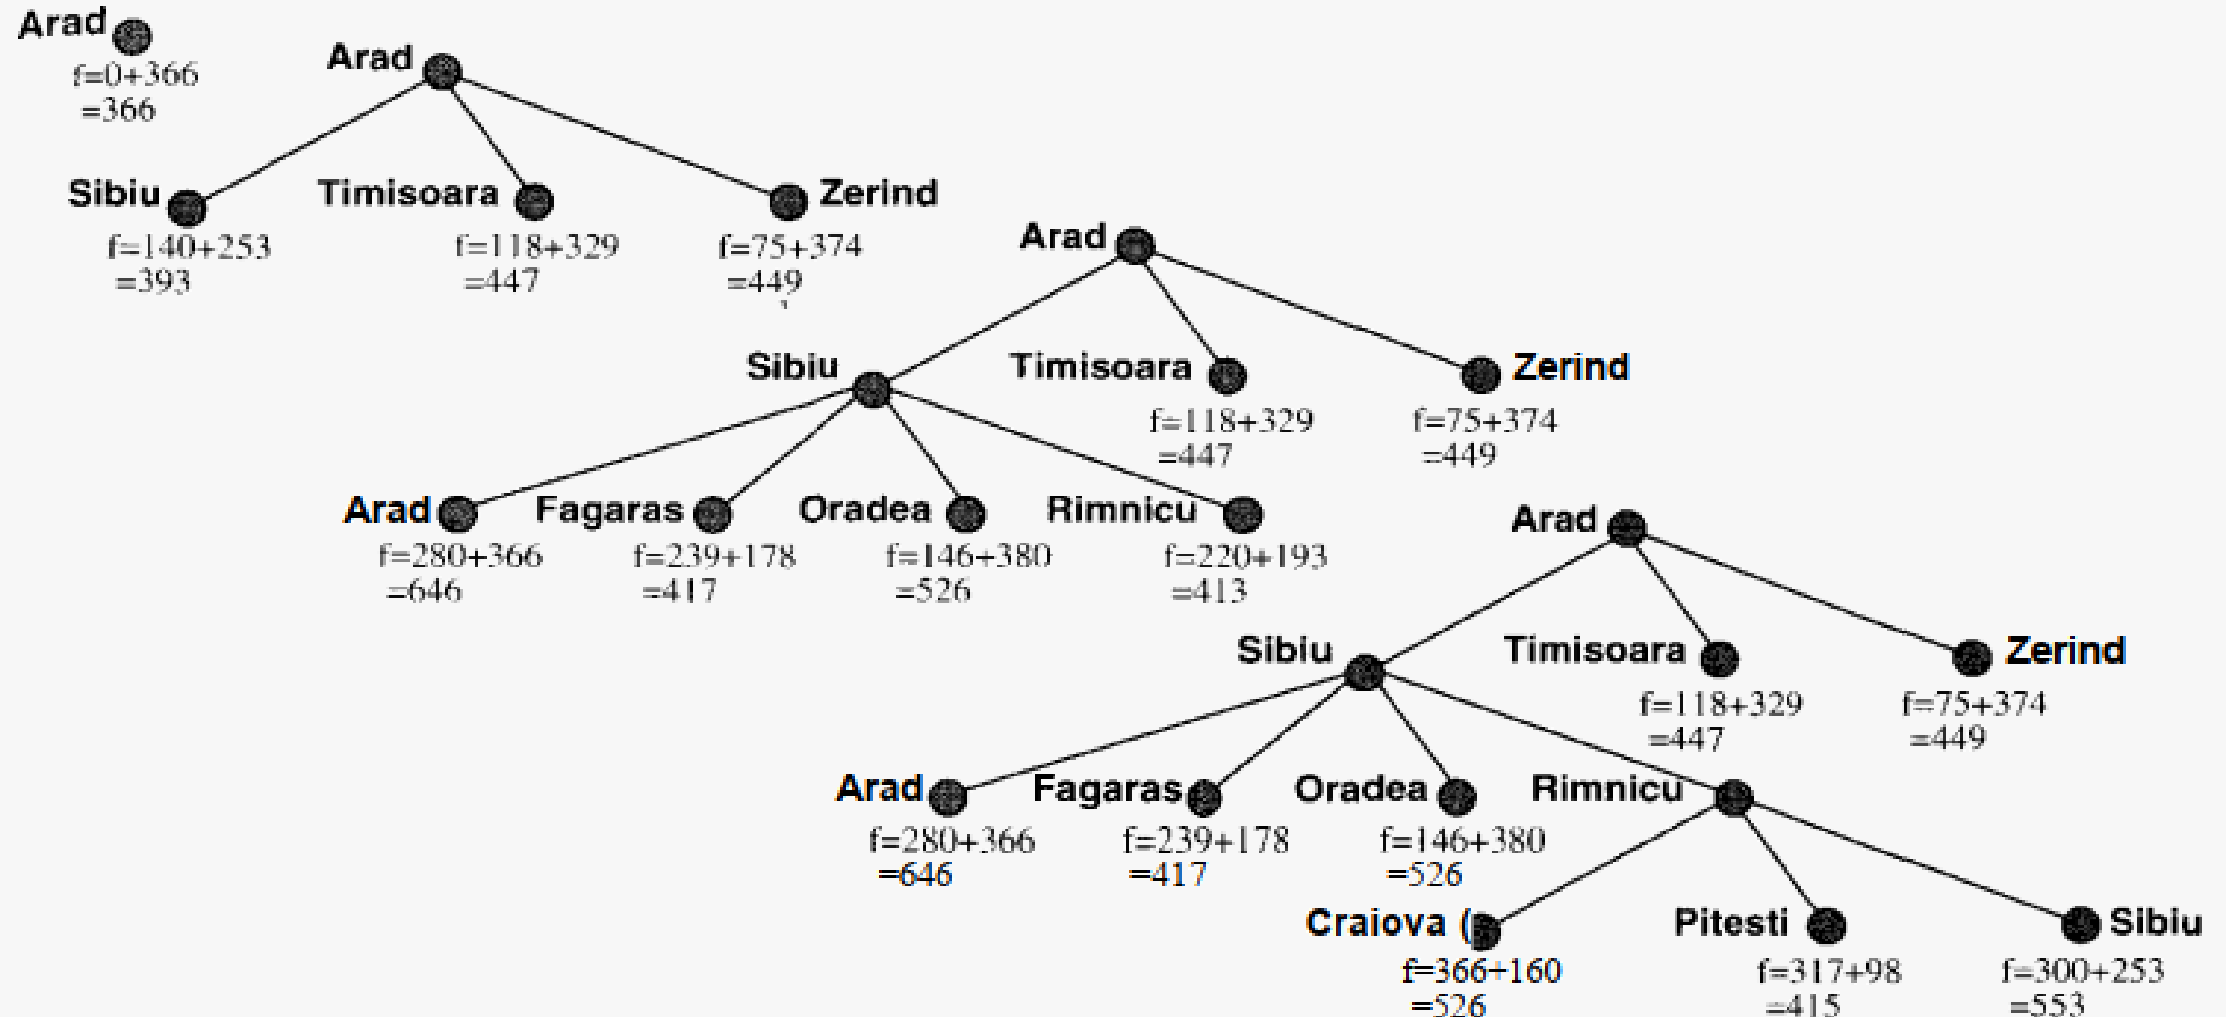 Arad
f=0+366
=366
Arad
Sibiu
f=140+253
=393
Timisoara
f=118+329
=447
Zerind
f=75+374
=449
Arad
Sibiu
Timisoara
f=118+329
=447
Zerind
f=75+374
=449
Arad
f=280+366
=646
Fagaras
f=239+178
=417
Oradea
f=146+380
=526
Rimnicu
f=220+193
=413
Arad
Sibiu
Timisoara
f=118+329
=447
Zerind
f=75+374
=449
Arad
f=280+366
=646
Fagaras
f=239+178
=417
Oradea
f=146+380
=526
Rimnicu
Craiova (
f=366+160
=526
Pitesti
f=317+98
=415
Sibiu
f=300+253
=553